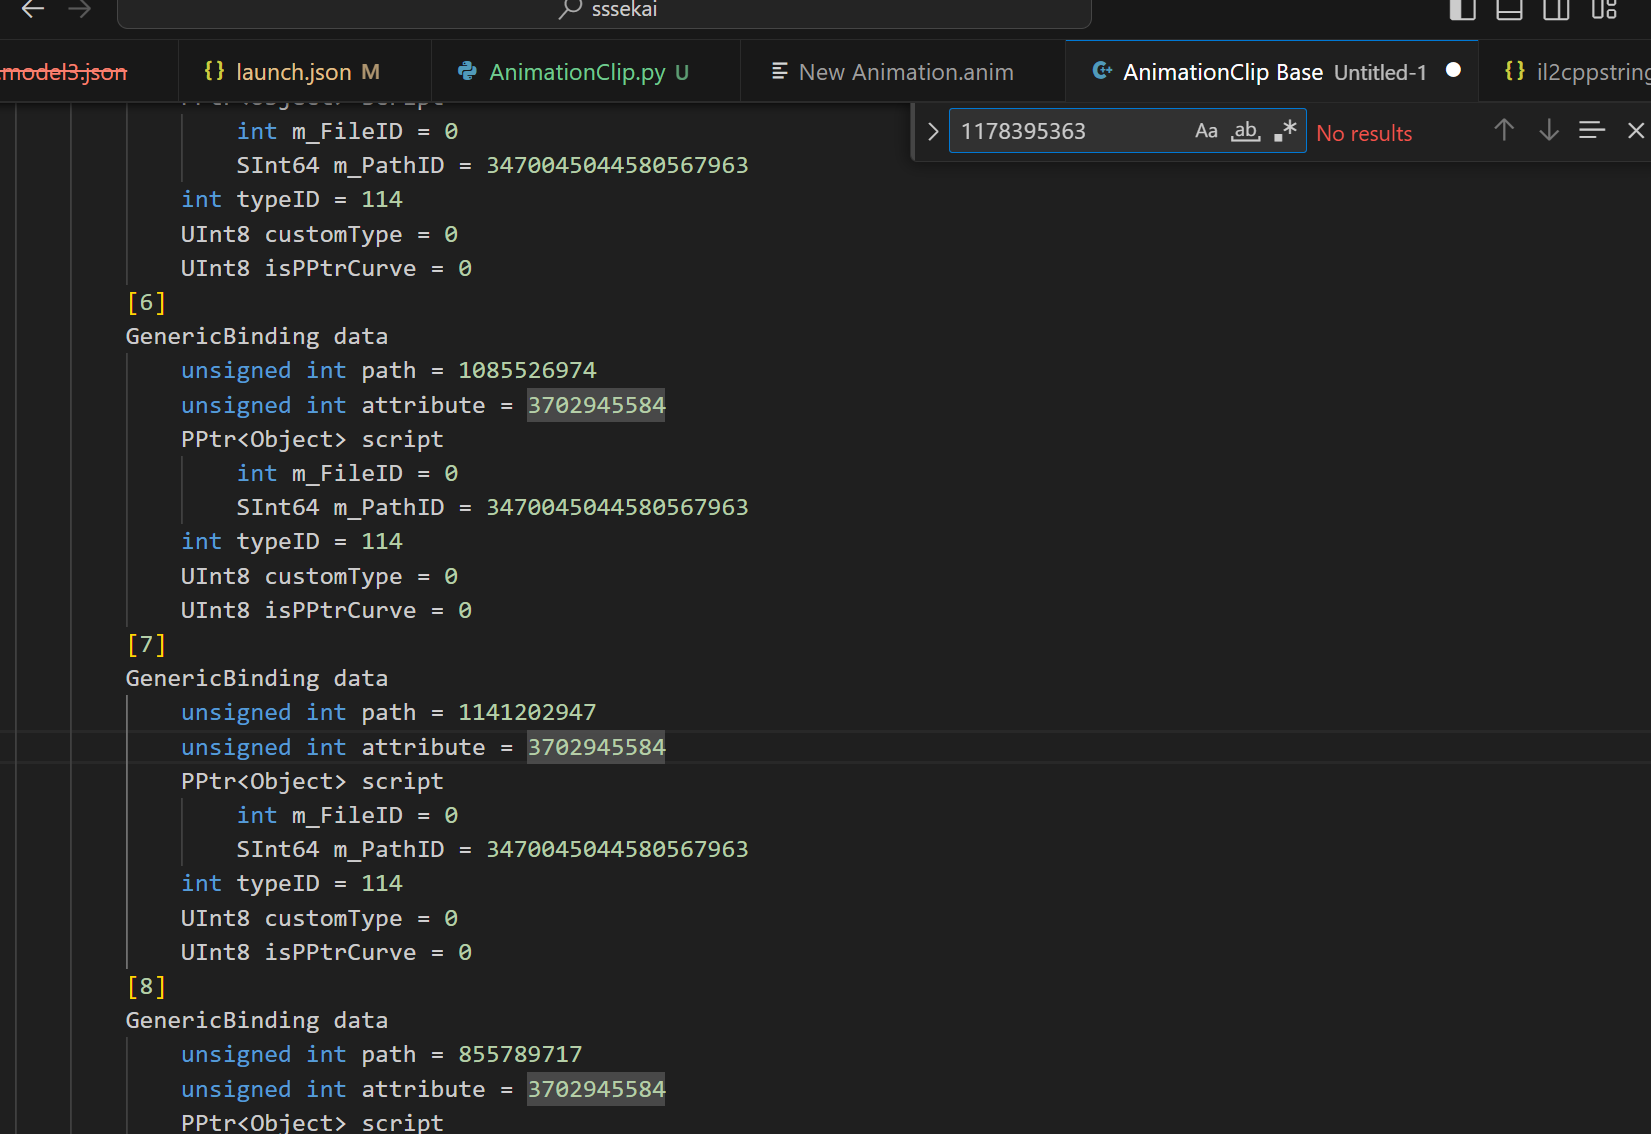 sssekai
model3.json
{} launch.json M
AnimationClip.py U
New Animation.anim
AnimationClip Base Untitled-1
{} il2cppstring
1178395363
Aa ab .*
No results
PPtr<Object> script
int m_FileID = 0
SInt64 m_PathID = 3470045044580567963
int typeID = 114
UInt8 customType = 0
UInt8 isPPtrCurve = 0
[6]
GenericBinding data
unsigned int path = 1085526974
unsigned int attribute = 3702945584
PPtr<Object> script
int m_FileID = 0
SInt64 m_PathID = 3470045044580567963
int typeID = 114
UInt8 customType = 0
UInt8 isPPtrCurve = 0
[7]
GenericBinding data
unsigned int path = 1141202947
unsigned int attribute = 3702945584
PPtr<Object> script
int m_FileID = 0
SInt64 m_PathID = 3470045044580567963
int typeID = 114
UInt8 customType = 0
UInt8 isPPtrCurve = 0
[8]
GenericBinding data
unsigned int path = 855789717
unsigned int attribute = 3702945584
PPtr<Object> script